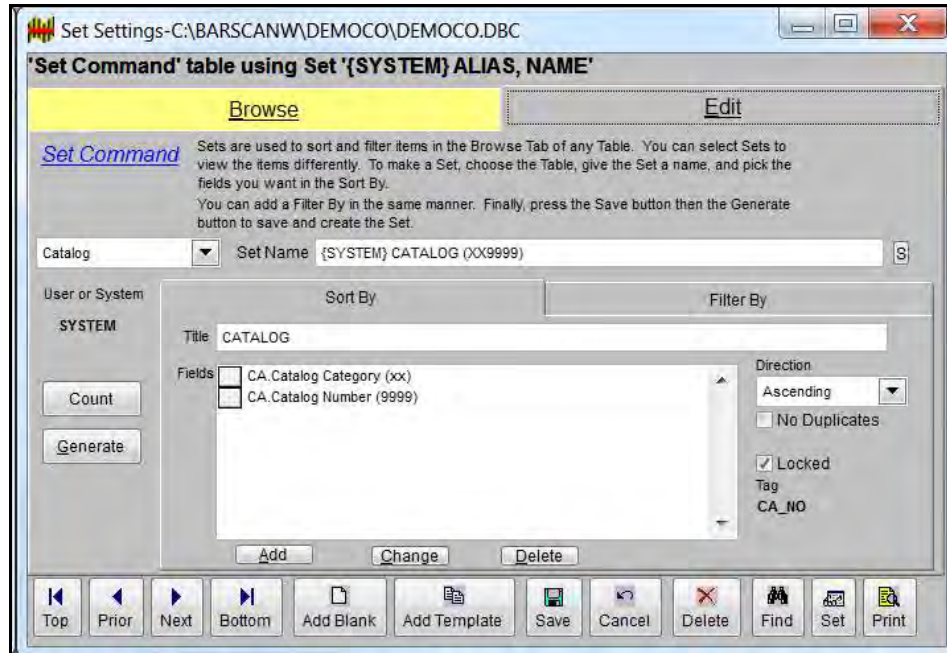 Set Settings-C:\BARSCANW\DEMOCO\DEMOCO.DBC
'Set Command' table using Set '{SYSTEM} ALIAS, NAME'
Browse
Edit
Set Command
Sets are used to sort and filter items in the Browse Tab of any Table. You can select Sets to
view the items differently. To make a Set, choose the Table, give the Set a name, and pick the
fields you want in the Sort By.
You can add a Filter By in the same manner. Finally, press the Save button then the Generate
button to save and create the Set.
Catalog
Set Name {SYSTEM} CATALOG (XX9999)
S
User or System
SYSTEM
Count
Generate
Sort By
Filter By
Title CATALOG
Fields
CA.Catalog Category (xx)
CA.Catalog Number (9999)
Direction
Ascending
No Duplicates
Locked
Tag
CA_NO
Add
Change
Delete
Top
Prior
Next
Bottom
Add Blank
Add Template
Save
Cancel
Delete
Find
Set
Print